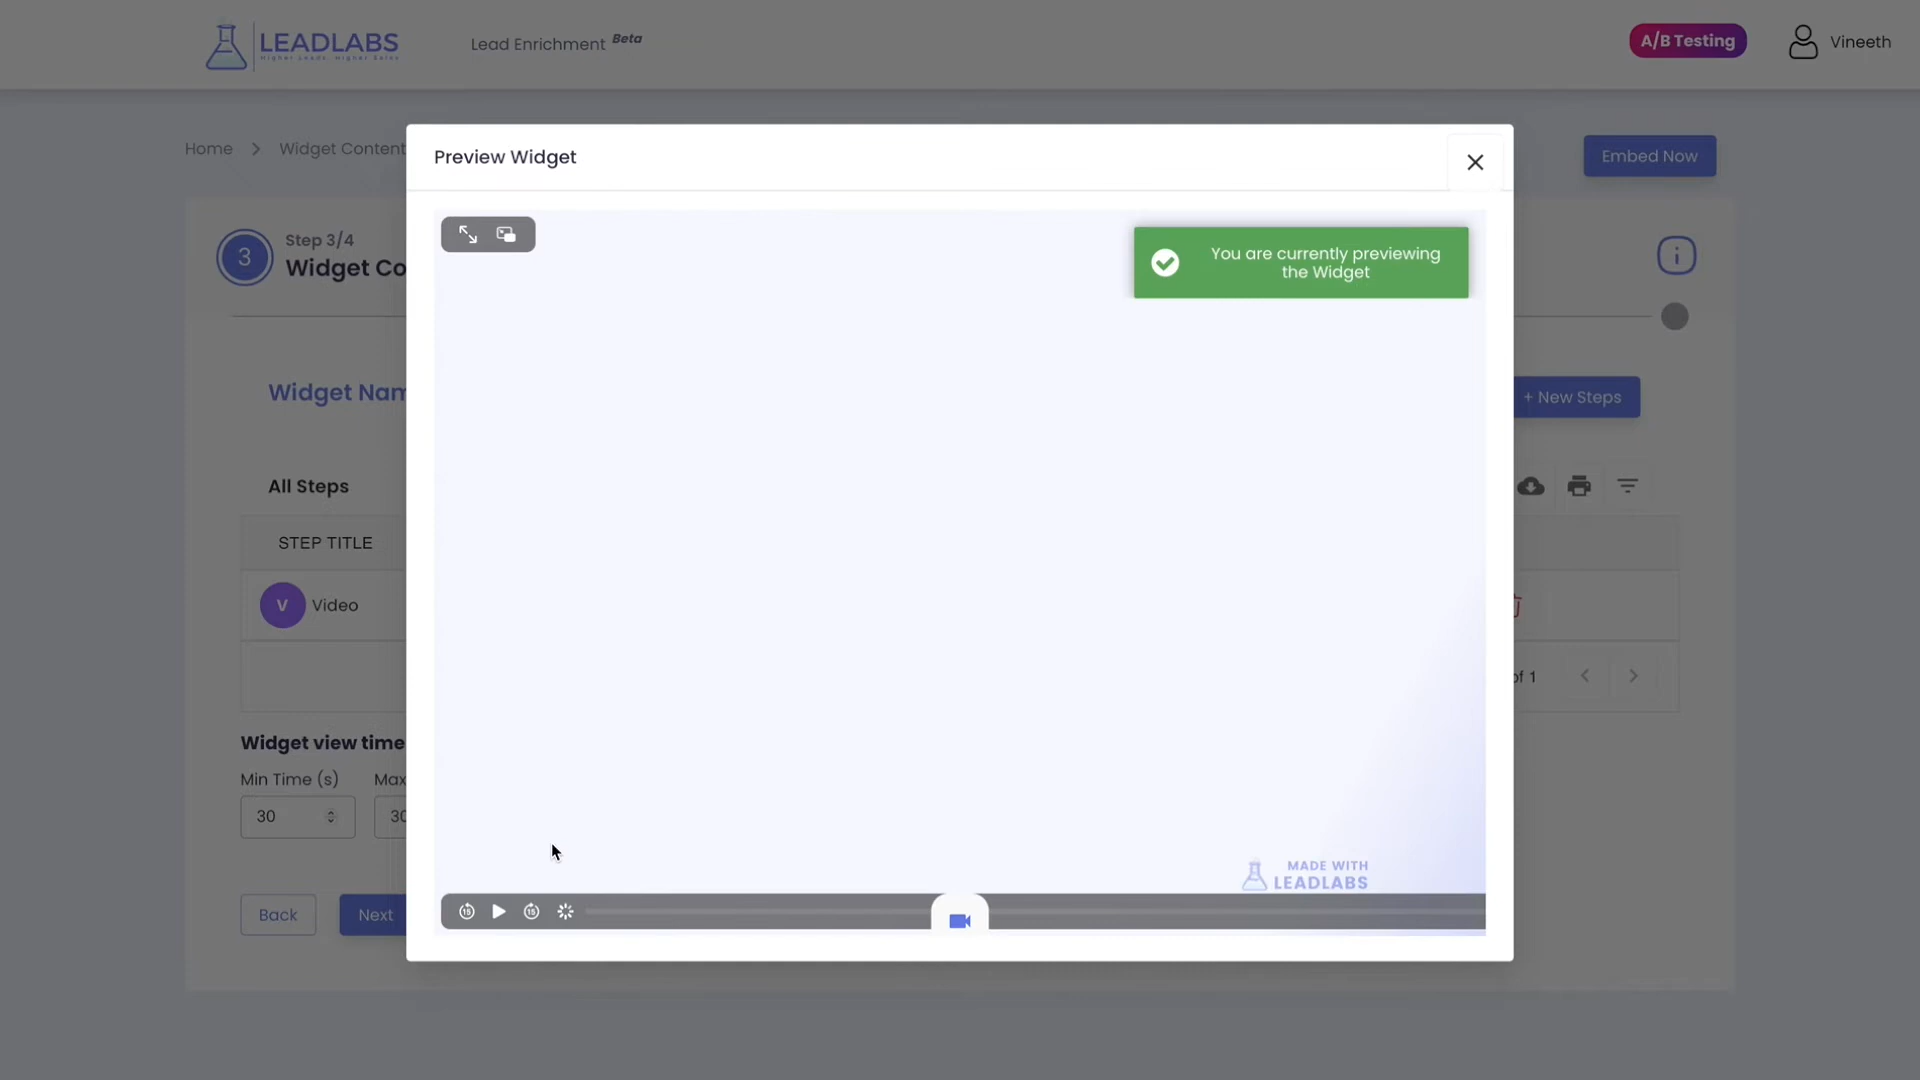 LEADLABS
Higher Leads. Higher Sales
Lead Enrichment Beta
A/B Testing
Vineeth
Home
Widget Content
Embed Now
Preview Widget
You are currently previewing
the Widget
3
Step 3/4
Widget Co
Widget Nam
+ New Steps
All Steps
STEP TITLE
V
Video
of 1
Widget view time
Min Time (s)
Max
30
30
MADE WITH
LEADLABS
Back
Next
15
15